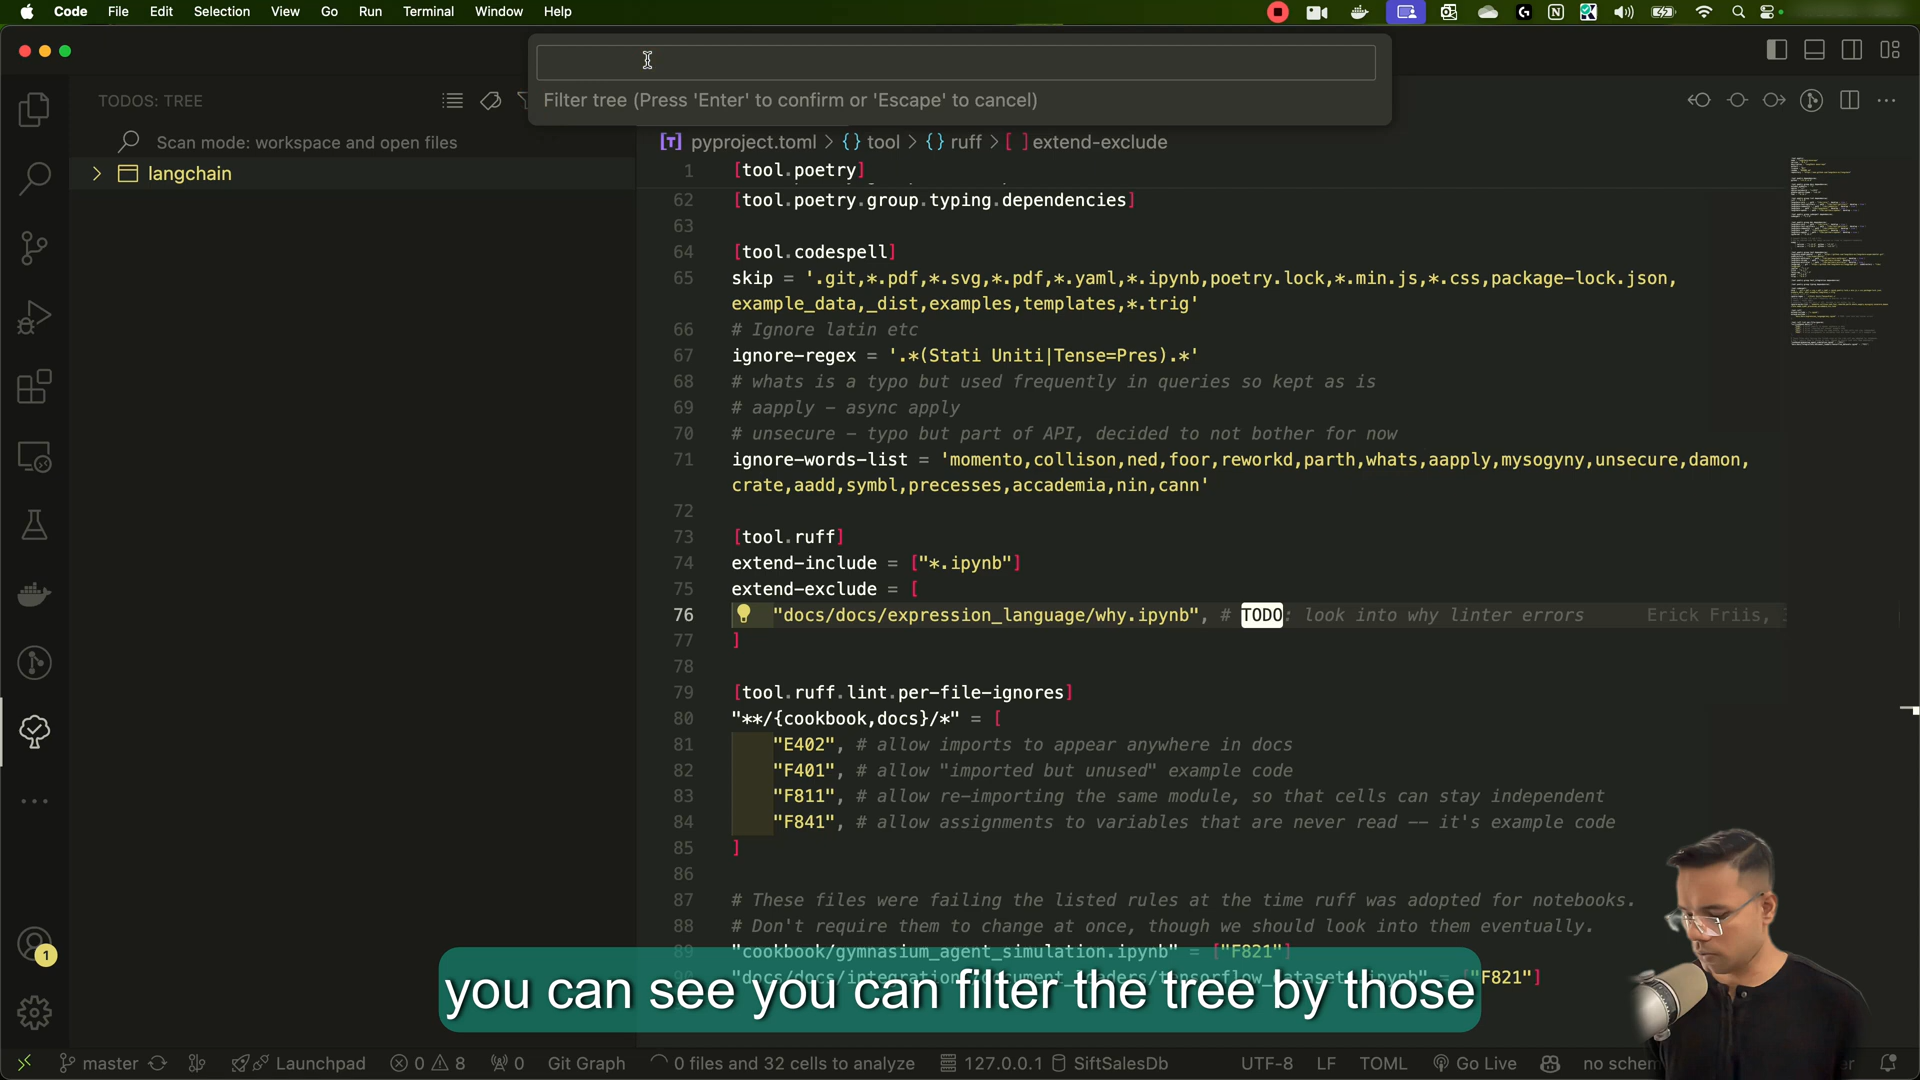 Code File Edit Selection View Go Run Terminal Window Help
Filter tree (Press 'Enter' to confirm or 'Escape' to cancel)
TODOS: TREE
Scan mode: workspace and open files
langchain
pyproject.toml > {} tool > {} ruff > [ ] extend-exclude
1 [tool.poetry]
62 [tool.poetry.group.typing.dependencies]
63
64 [tool.codespell]
65 skip = '.git,*.pdf,*.svg,*.pdf,*.yaml,*.ipynb,poetry.lock,*.min.js,*.css,package-lock.json,
example_data,_dist,examples,templates,*.trig'
66 # Ignore latin etc
67 ignore-regex = '.*(Stati Uniti|Tense=Pres).*'
68 # whats is a typo but used frequently in queries so kept as is
69 # aapply - async apply
70 # unsecure - typo but part of API, decided to not bother for now
71 ignore-words-list = 'momento,collison,ned,foor,reworkd,parth,whats,aapply,mysogyny,unsecure,damon,
crate,aadd,symbl,precesses,accademia,nin,cann'
72
73 [tool.ruff]
74 extend-include = ["*.ipynb"]
75 extend-exclude = [
76 "docs/docs/expression_language/why.ipynb", # TODO: look into why linter errors Erick Friis,
77 ]
78
79 [tool.ruff.lint.per-file-ignores]
80 "**/{cookbook,docs}/*" = [
81 "E402", # allow imports to appear anywhere in docs
82 "F401", # allow "imported but unused" example code
83 "F811", # allow re-importing the same module, so that cells can stay independent
84 "F841", # allow assignments to variables that are never read -- it's example code
85 ]
86
87 # These files were failing the listed rules at the time ruff was adopted for notebooks.
88 # Don't require them to change at once, though we should look into them eventually.
89 "cookbook/gymnasium_agent_simulation.ipynb" = ["F821"]
"docs/docs/integrations/document_loaders/tensorflow_datasets.ipynb" = ["F821"]
you can see you can filter the tree by those
1
master Launchpad 0 8 0 Git Graph 0 files and 32 cells to analyze 127.0.0.1 SiftSalesDb UTF-8 LF TOML Go Live